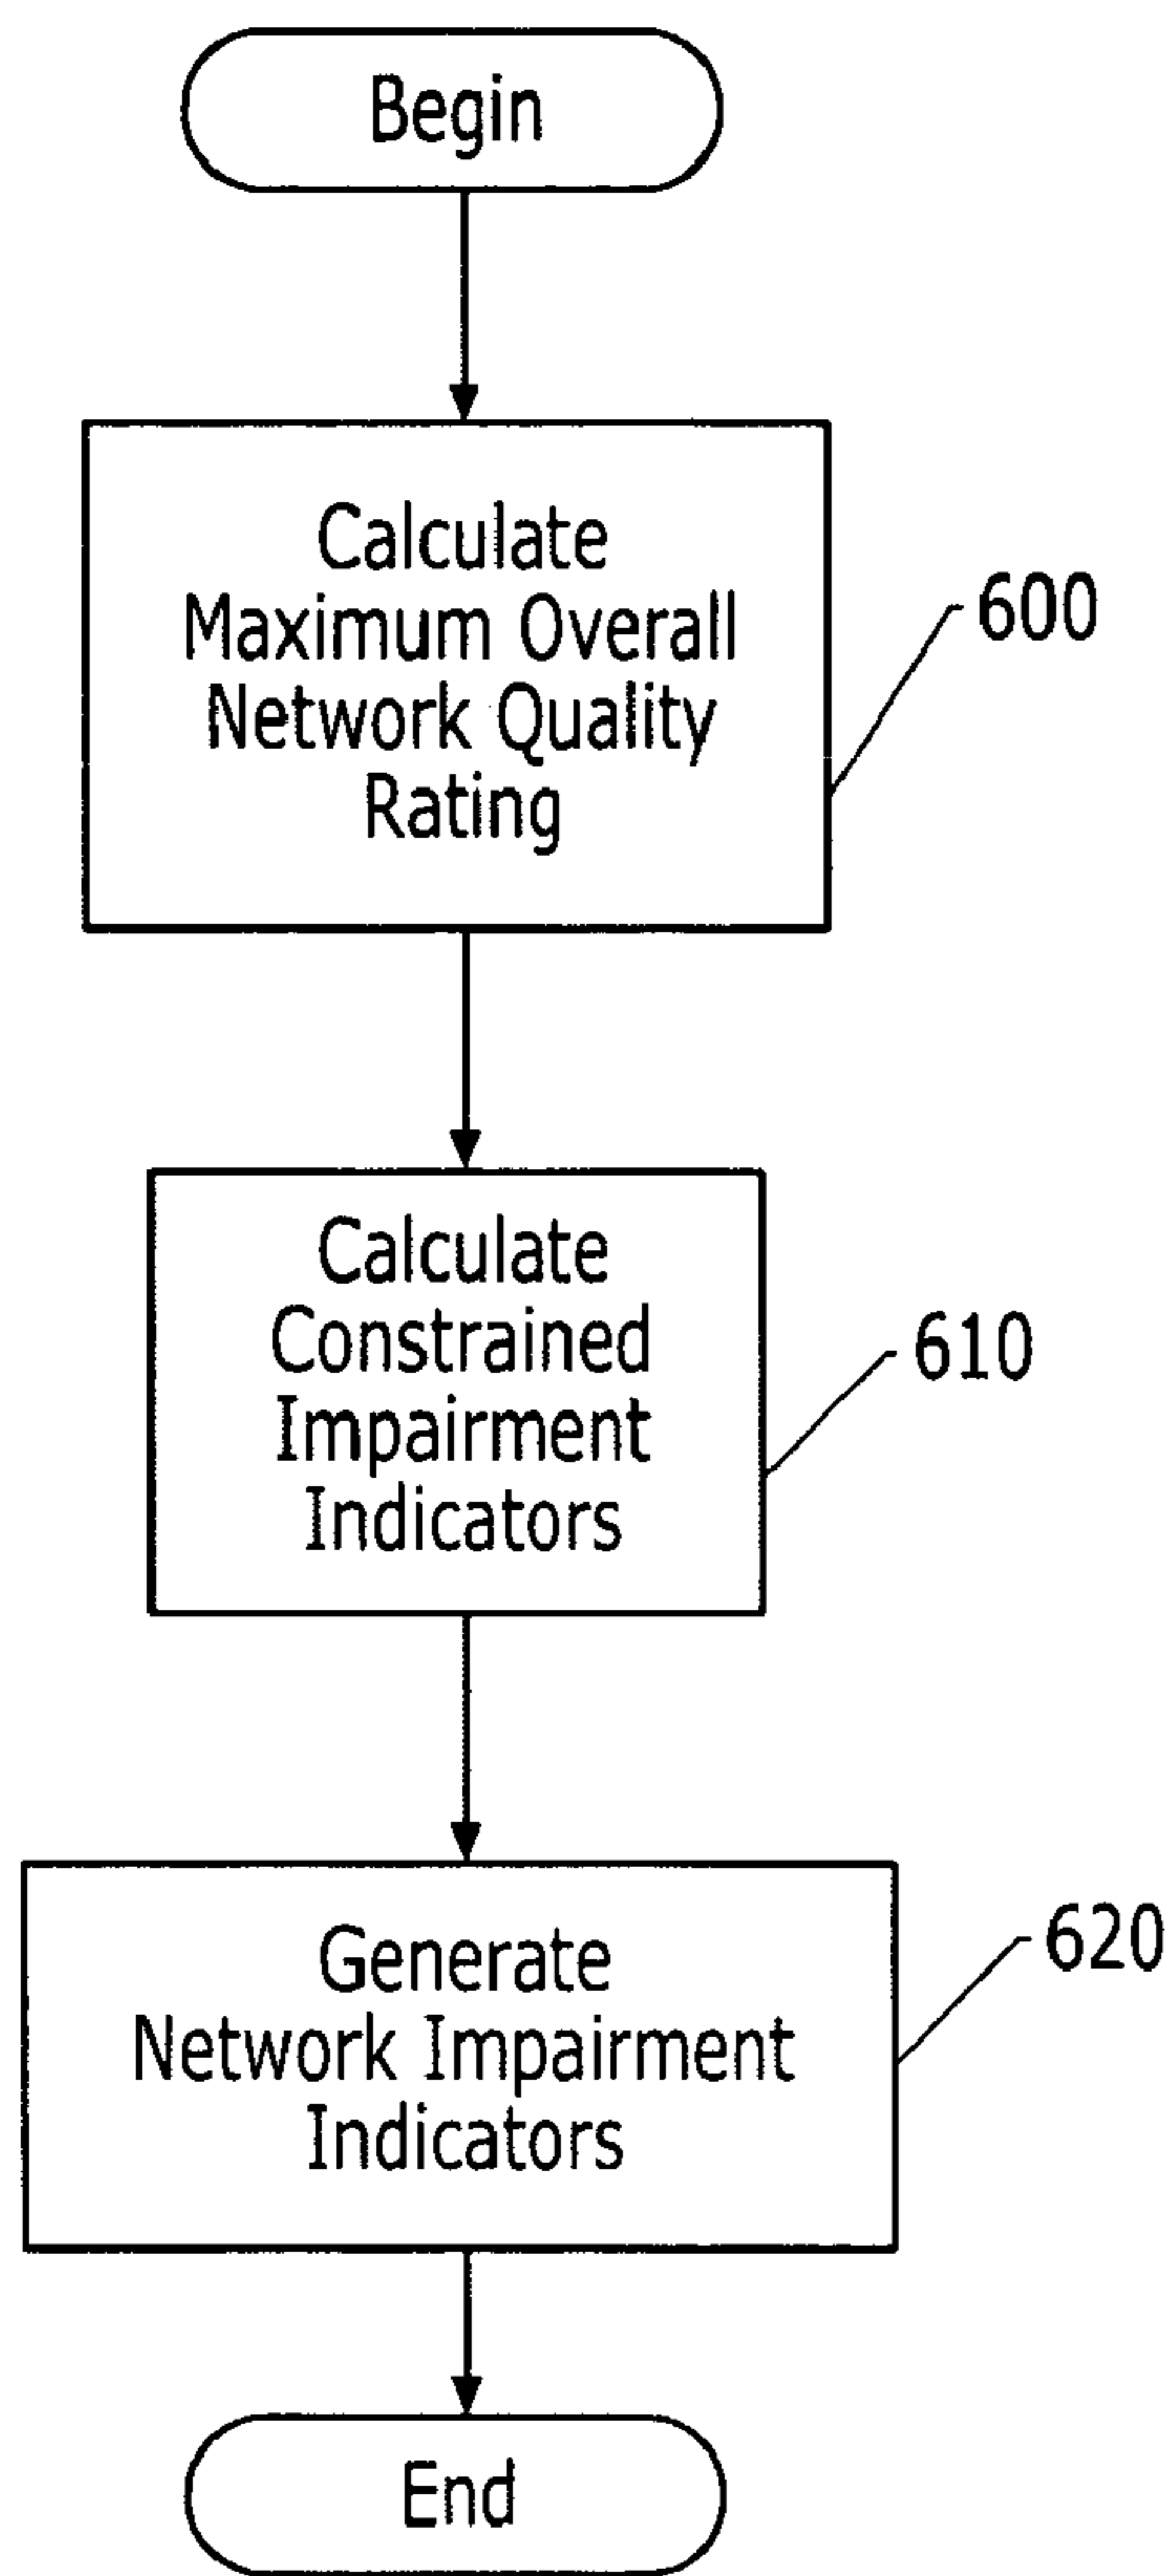 Begin
Calculate
Maximum Overall
Network Quality
Rating
600
Calculate
Constrained
Impairment
Indicators
610
Generate
Network Impairment
Indicators
620
End